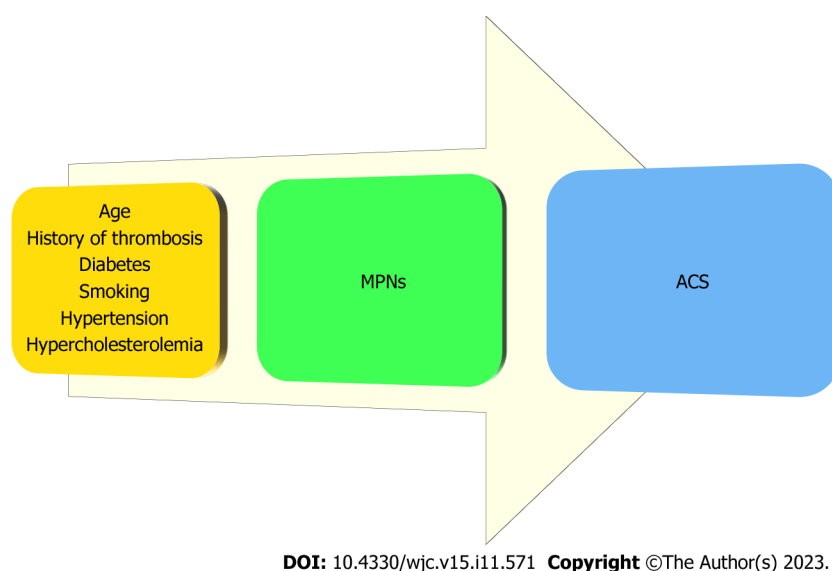 Age
History of thrombosis
Diabetes
Smoking
Hypertension
Hypercholesterolemia
MPNs
ACS
DOI: 10.4330/wjc.v15.i11.571 Copyright ©The Author(s) 2023.